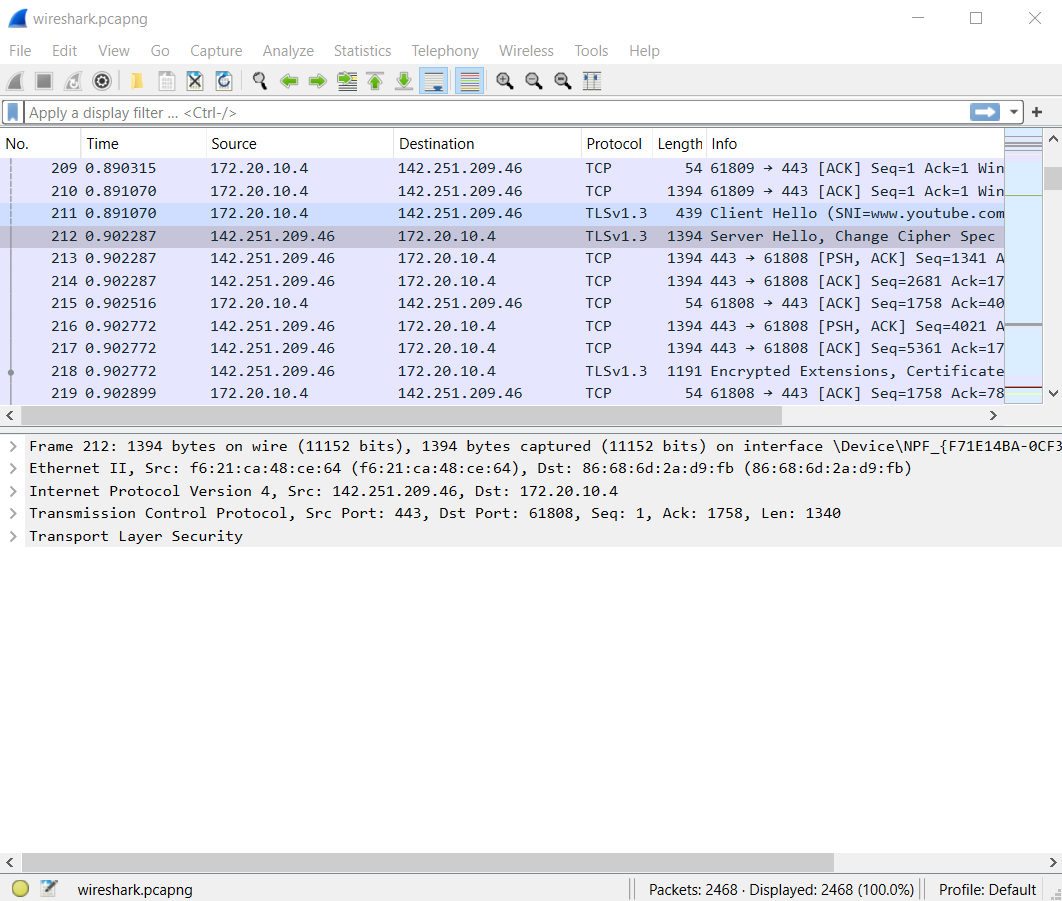 wireshark.pcapng
File Edit View Go Capture Analyze Statistics Telephony Wireless Tools Help
Apply a display filter ... <Ctrl-/>
No. Time Source Destination Protocol Length Info
209 0.890315 172.20.10.4 142.251.209.46 TCP 54 61809 → 443 [ACK] Seq=1 Ack=1 Win
210 0.891070 172.20.10.4 142.251.209.46 TCP 1394 61809 → 443 [ACK] Seq=1 Ack=1 Win
211 0.891070 172.20.10.4 142.251.209.46 TLSv1.3 439 Client Hello (SNI=www.youtube.com
212 0.902287 142.251.209.46 172.20.10.4 TLSv1.3 1394 Server Hello, Change Cipher Spec
213 0.902287 142.251.209.46 172.20.10.4 TCP 1394 443 → 61808 [PSH, ACK] Seq=1341 A
214 0.902287 142.251.209.46 172.20.10.4 TCP 1394 443 → 61808 [ACK] Seq=2681 Ack=17
215 0.902516 172.20.10.4 142.251.209.46 TCP 54 61808 → 443 [ACK] Seq=1758 Ack=40
216 0.902772 142.251.209.46 172.20.10.4 TCP 1394 443 → 61808 [PSH, ACK] Seq=4021 A
217 0.902772 142.251.209.46 172.20.10.4 TCP 1394 443 → 61808 [ACK] Seq=5361 Ack=17
218 0.902772 142.251.209.46 172.20.10.4 TLSv1.3 1191 Encrypted Extensions, Certificate
219 0.902899 172.20.10.4 142.251.209.46 TCP 54 61808 → 443 [ACK] Seq=1758 Ack=78
Frame 212: 1394 bytes on wire (11152 bits), 1394 bytes captured (11152 bits) on interface \Device\NPF_{F71E14BA-0CF3
Ethernet II, Src: f6:21:ca:48:ce:64 (f6:21:ca:48:ce:64), Dst: 86:68:6d:2a:d9:fb (86:68:6d:2a:d9:fb)
Internet Protocol Version 4, Src: 142.251.209.46, Dst: 172.20.10.4
Transmission Control Protocol, Src Port: 443, Dst Port: 61808, Seq: 1, Ack: 1758, Len: 1340
Transport Layer Security
wireshark.pcapng Packets: 2468 · Displayed: 2468 (100.0%) Profile: Default